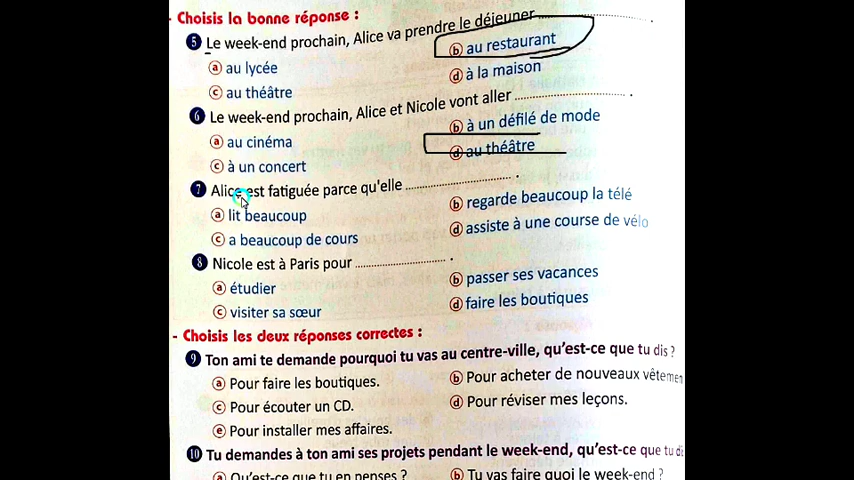 - Choisis la bonne réponse :
5 Le week-end prochain, Alice va prendre le déjeuner ....................
a au lycée b au restaurant
c au théâtre d à la maison
6 Le week-end prochain, Alice et Nicole vont aller ....................
a au cinéma b à un défilé de mode
c à un concert d au théâtre
7 Alice est fatiguée parce qu'elle ....................
a lit beaucoup b regarde beaucoup la télé
c a beaucoup de cours d assiste à une course de vélo
8 Nicole est à Paris pour ....................
a étudier b passer ses vacances
c visiter sa sœur d faire les boutiques
- Choisis les deux réponses correctes :
9 Ton ami te demande pourquoi tu vas au centre-ville, qu'est-ce que tu dis ?
a Pour faire les boutiques. b Pour acheter de nouveaux vêtemen
c Pour écouter un CD. d Pour réviser mes leçons.
e Pour installer mes affaires.
10 Tu demandes à ton ami ses projets pendant le week-end, qu'est-ce que tu di
a Qu'est-ce que tu en penses ? b Tu vas faire quoi le week-end ?